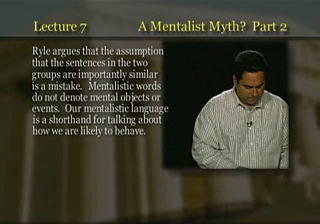 Lecture 7 A Mentalist Myth? Part 2
Ryle argues that the assumption
that the sentences in the two
groups are importantly similar
is a mistake. Mentalistic words
do not denote mental objects or
events. Our mentalistic language
is a shorthand for talking about
how we are likely to behave.